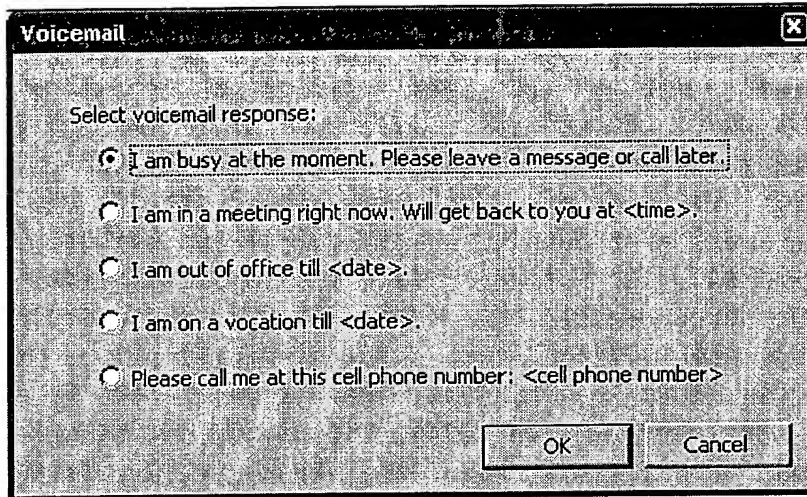 Voicemail
Select voicemail response:
I am busy at the moment. Please leave a message or call later.
I am in a meeting right now. Will get back to you at <time>.
I am out of office till <date>.
I am on a vocation till <date>.
Please call me at this cell phone number: <cell phone number>
OK Cancel